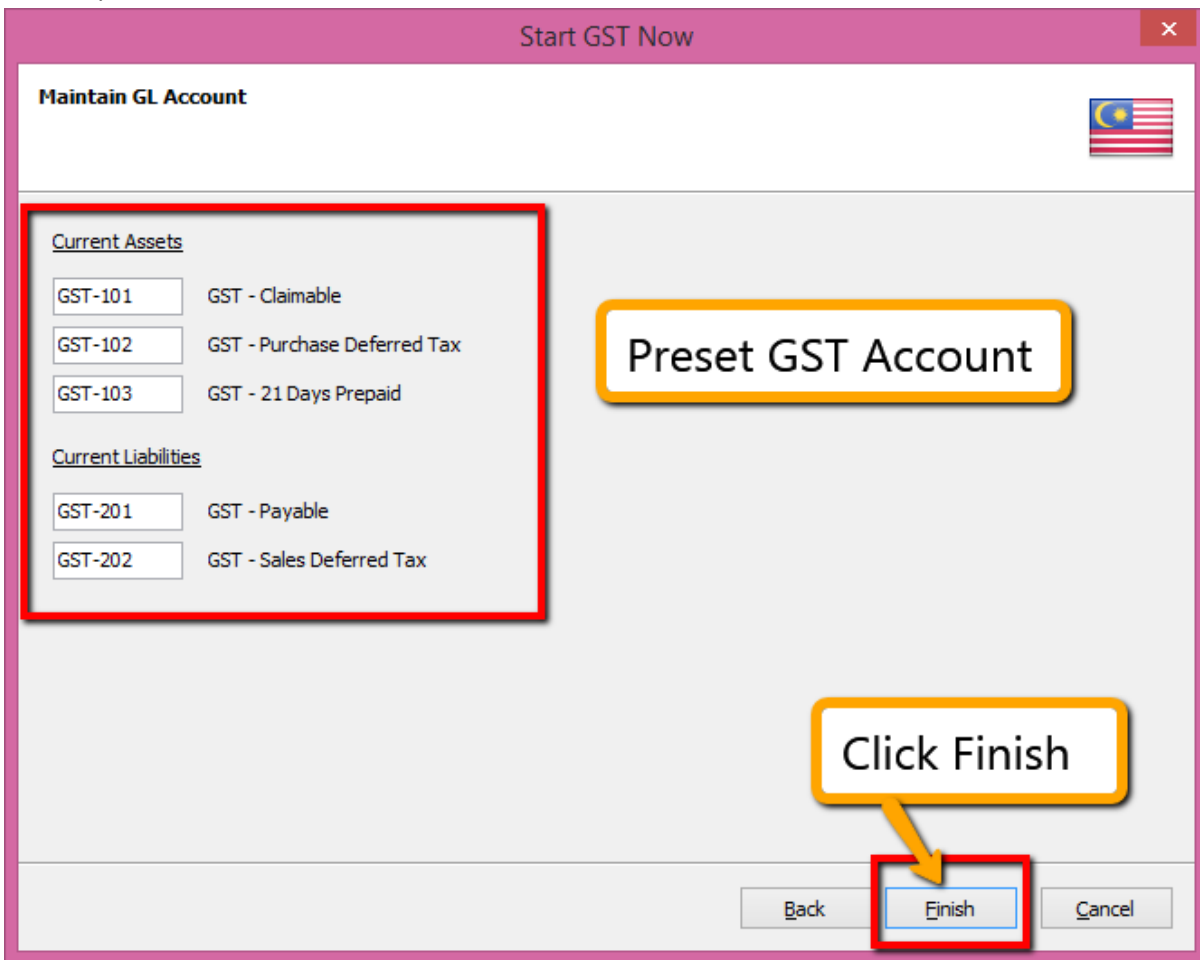 Start GST Now
Maintain GL Account
Current Assets
GST-101 GST - Claimable
GST-102 GST - Purchase Deferred Tax
GST-103 GST - 21 Days Prepaid
Preset GST Account
Current Liabilities
GST-201 GST - Payable
GST-202 GST - Sales Deferred Tax
Click Finish
Back Finish Cancel